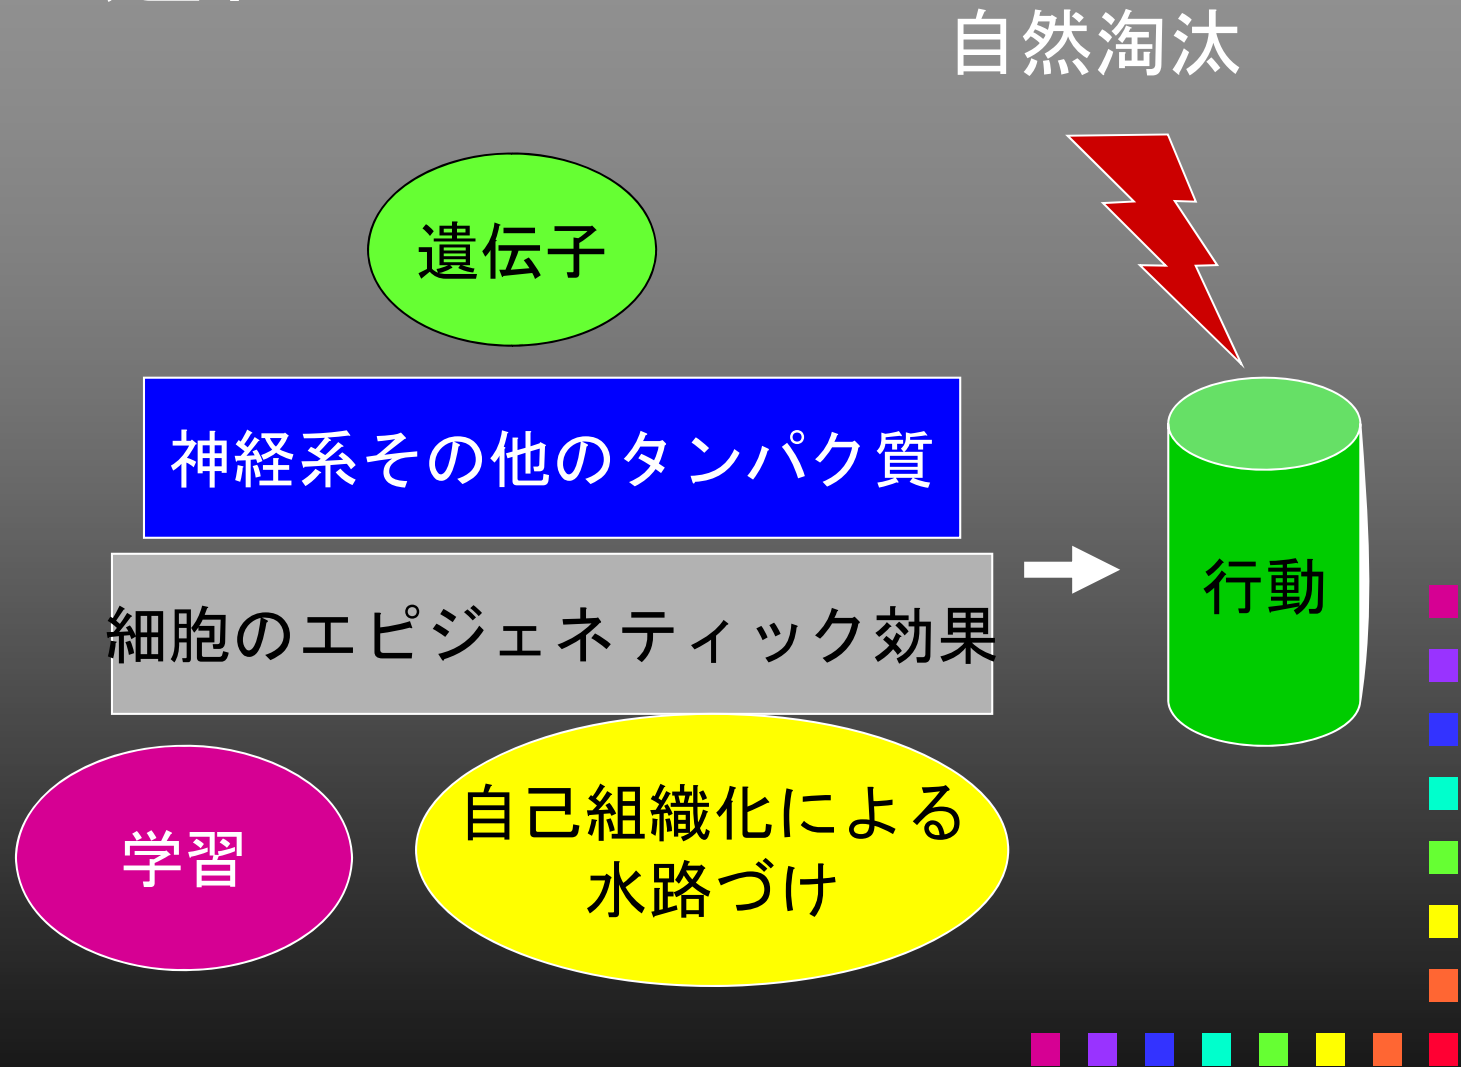 自然淘汰
遺伝子
神経系その他のタンパク質
細胞のエピジェネティック効果
行動
自己組織化による
水路づけ
学習